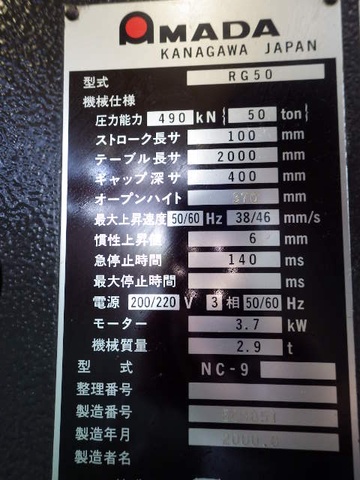 AMADA
KANAGAWA JAPAN
型式 RG50
機械仕様
圧力能力 490 kN { 50 ton}
ストローク長サ 100 mm
テーブル長サ 2000 mm
ギャップ深サ 400 mm
オープンハイト 370 mm
最大上昇速度 50/60 Hz 38/46 mm/s
慣性上昇値 6 mm
急停止時間 140 ms
最大停止時間 ms
電源 200/220 V 3 相 50/60 Hz
モーター 3.7 kW
機械質量 2.9 t
型式 NC-9
整理番号
製造番号
製造年月
製造者名